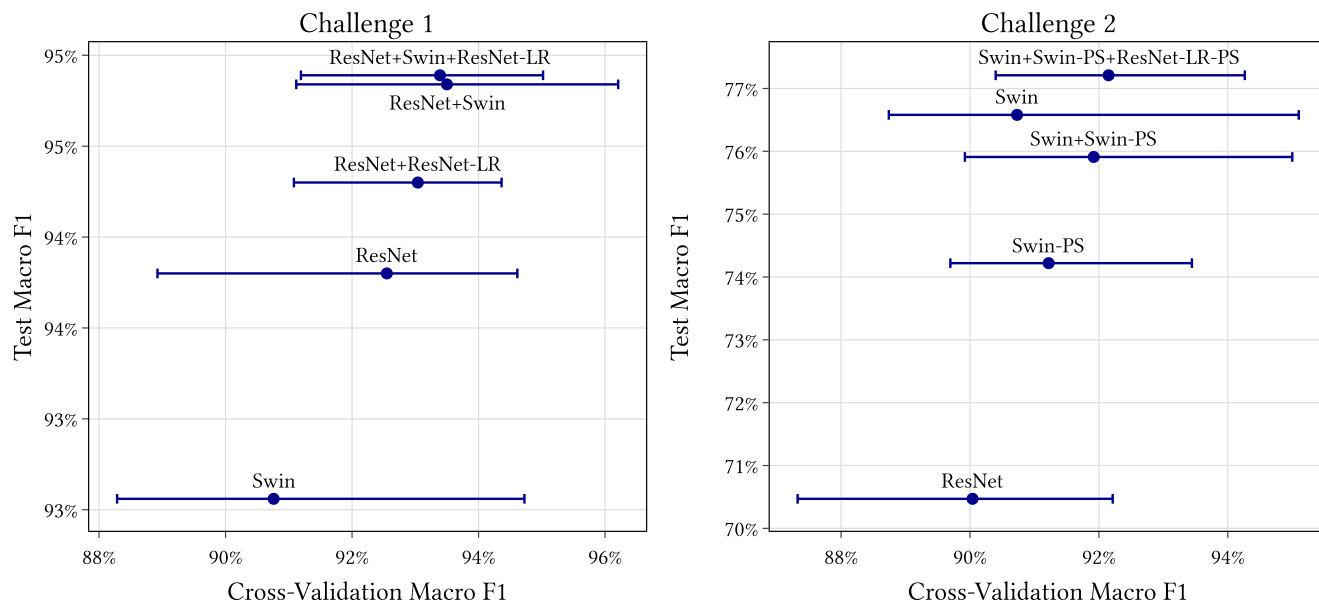 Challenge 1
95%
95%
94%
94%
93%
93%
Test Macro F1
ResNet+Swin+ResNet-LR
ResNet+Swin
ResNet+ResNet-LR
ResNet
Swin
88%
90%
92%
94%
96%
Cross-Validation Macro F1
Challenge 2
77%
76%
75%
74%
73%
72%
71%
70%
Test Macro F1
Swin+Swin-PS+ResNet-LR-PS
Swin
Swin+Swin-PS
Swin-PS
ResNet
88%
90%
92%
94%
Cross-Validation Macro F1